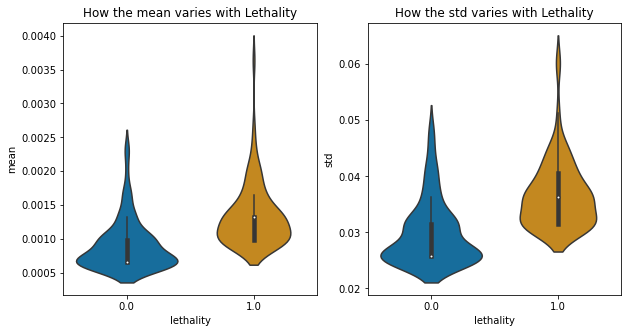 How the mean varies with Lethality
0.0040
0.0035
0.0030
0.0025
0.0020
0.0015
0.0010
0.0005
mean
0.0
1.0
lethality
How the std varies with Lethality
0.06
0.05
0.04
0.03
0.02
std
0.0
1.0
lethality